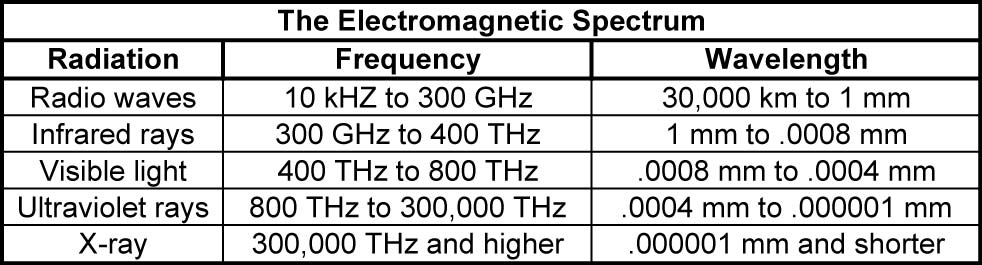 The Electromagnetic Spectrum
Radiation Frequency Wavelength
Radio waves 10 kHZ to 300 GHz 30,000 km to 1 mm
Infrared rays 300 GHz to 400 THz 1 mm to .0008 mm
Visible light 400 THz to 800 THz .0008 mm to .0004 mm
Ultraviolet rays 800 THz to 300,000 THz .0004 mm to .000001 mm
X-ray 300,000 THz and higher .000001 mm and shorter